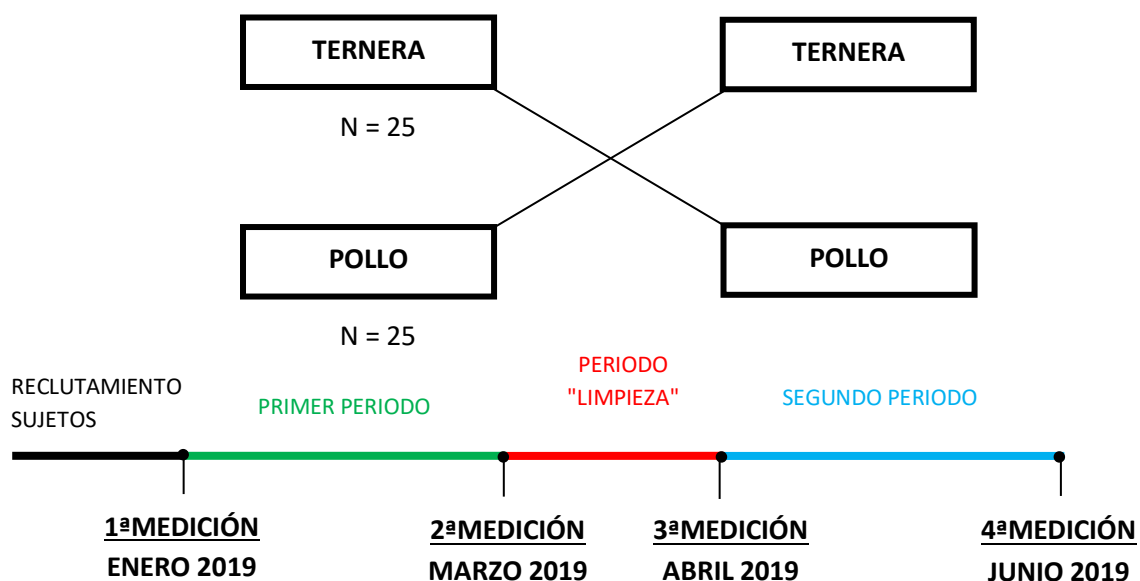 TERNERA
TERNERA
N = 25
POLLO
POLLO
N = 25
RECLUTAMIENTO
SUJETOS
PRIMER PERIODO
PERIODO
"LIMPIEZA"
SEGUNDO PERIODO
1ªMEDICIÓN
ENERO 2019
2ªMEDICIÓN
MARZO 2019
3ªMEDICIÓN
ABRIL 2019
4ªMEDICIÓN
JUNIO 2019